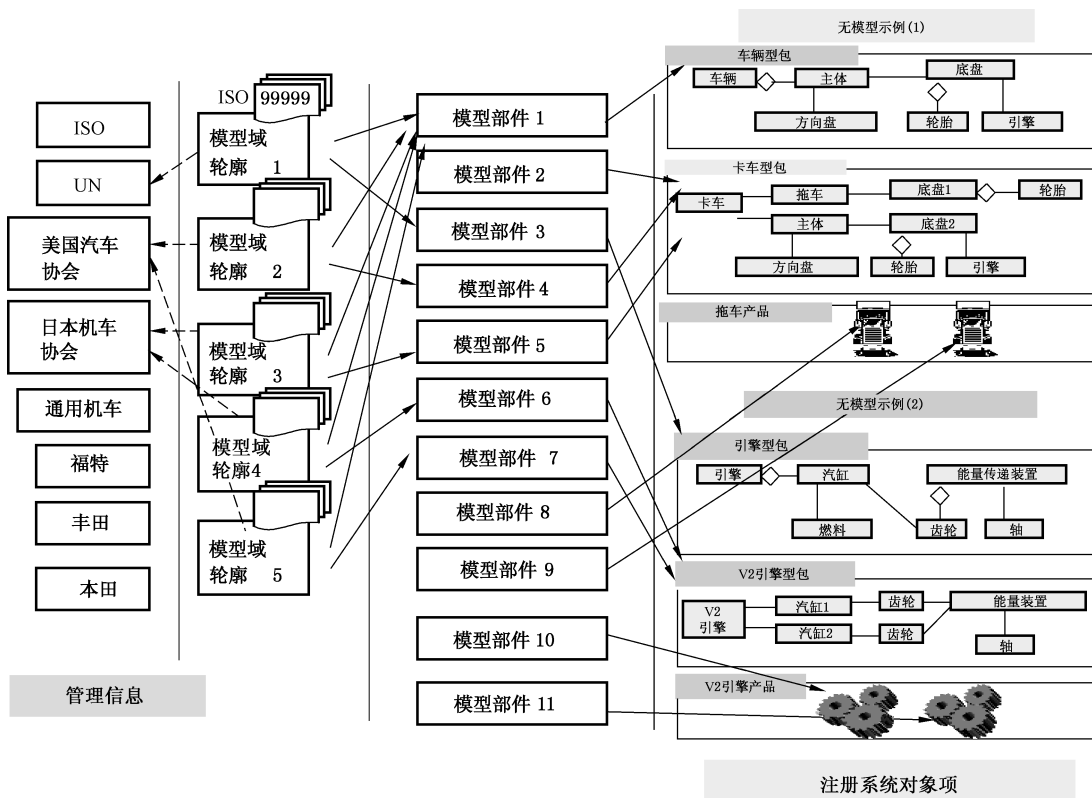 ISO
UN
美国汽车
协会
日本机车
协会
通用机车
福特
丰田
本田
管理信息
ISO 99999
模型域
轮廓 1
模型域
轮廓 2
模型域
轮廓 3
模型域
轮廓4
模型域
轮廓 5
模型部件 1
模型部件 2
模型部件 3
模型部件 4
模型部件 5
模型部件 6
模型部件 7
模型部件 8
模型部件 9
模型部件 10
模型部件 11
无模型示例(1)
车辆型包
车辆 主体 底盘
方向盘 轮胎 引擎
卡车型包
卡车 拖车 底盘1 轮胎
主体 底盘2
方向盘 轮胎 引擎
拖车产品
无模型示例(2)
引擎型包
引擎 汽缸 能量传递装置
燃料 齿轮 轴
V2引擎型包
V2
引擎
汽缸1 齿轮 能量装置
汽缸2 齿轮
轴
V2引擎产品
注册系统对象项